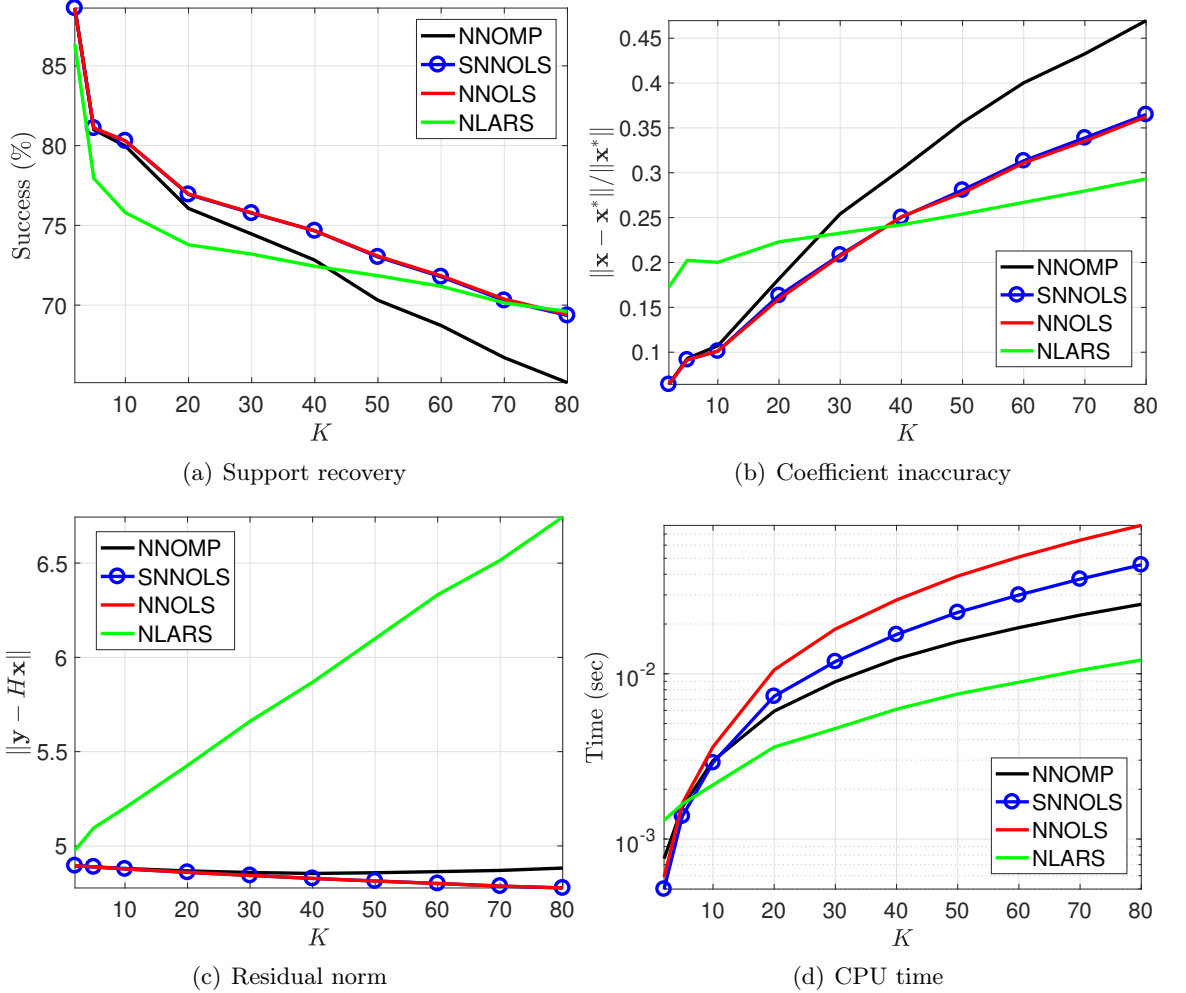 85
80
75
70
Success (%)
NNOMP
SNNOLS
NNOLS
NLARS
10 20 30 40 50 60 70 80
K
(a) Support recovery
0.45
0.4
0.35
0.3
0.25
0.2
0.15
0.1
‖x − x*‖/‖x*‖
NNOMP
SNNOLS
NNOLS
NLARS
10 20 30 40 50 60 70 80
K
(b) Coefficient inaccuracy
6.5
6
5.5
5
‖y − Hx‖
NNOMP
SNNOLS
NNOLS
NLARS
10 20 30 40 50 60 70 80
K
(c) Residual norm
10⁻²
10⁻³
Time (sec)
NNOMP
SNNOLS
NNOLS
NLARS
10 20 30 40 50 60 70 80
K
(d) CPU time